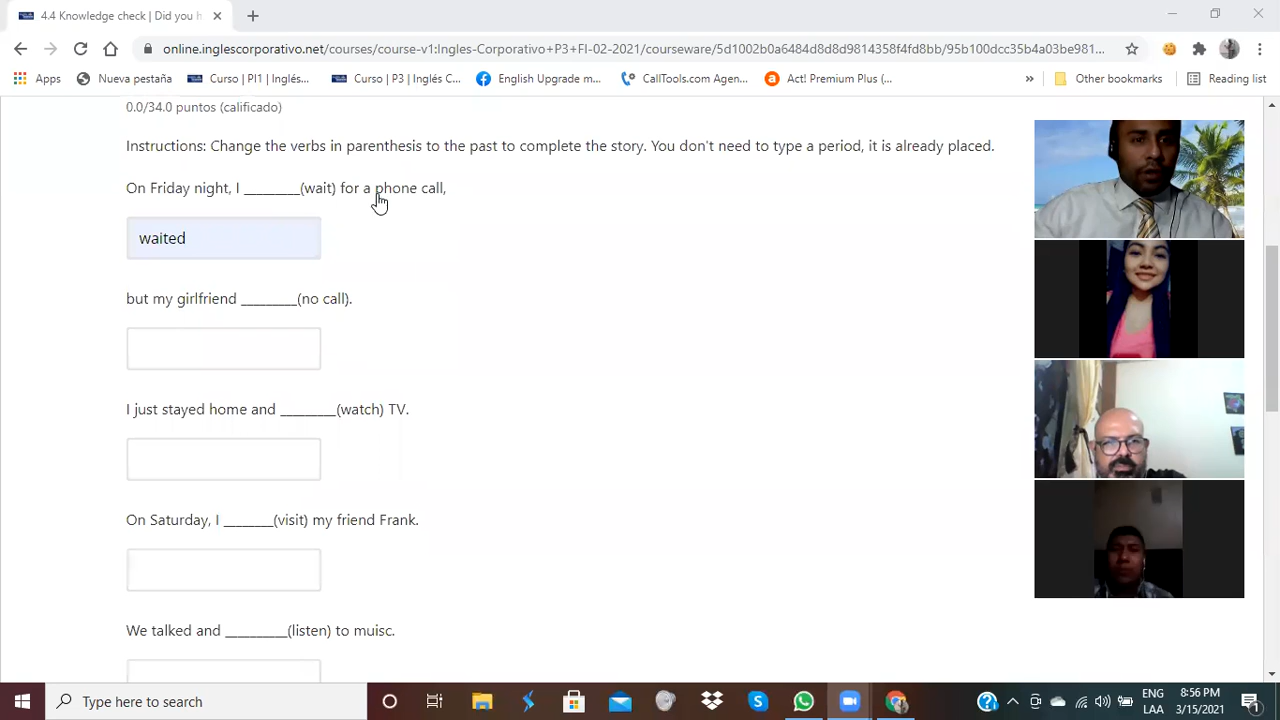 4.4 Knowledge check | Did you h
online.inglescorporativo.net/courses/course-v1:Ingles-Corporativo+P3+FI-02-2021/courseware/5d1002b0a6484d8d8d9814358f4fd8bb/95b100dcc35b4a03be981...
Apps Nueva pestaña Curso | PI1 | Inglés... Curso | P3 | Inglés C... English Upgrade m... CallTools.com Agen... Act! Premium Plus (... » Other bookmarks Reading list
0.0/34.0 puntos (calificado)
Instructions: Change the verbs in parenthesis to the past to complete the story. You don't need to type a period, it is already placed.
On Friday night, I ________(wait) for a phone call,
waited
but my girlfriend ________(no call).
I just stayed home and ________(watch) TV.
On Saturday, I _______(visit) my friend Frank.
We talked and _________(listen) to muisc.
Type here to search
ENG 8:56 PM
LAA 3/15/2021